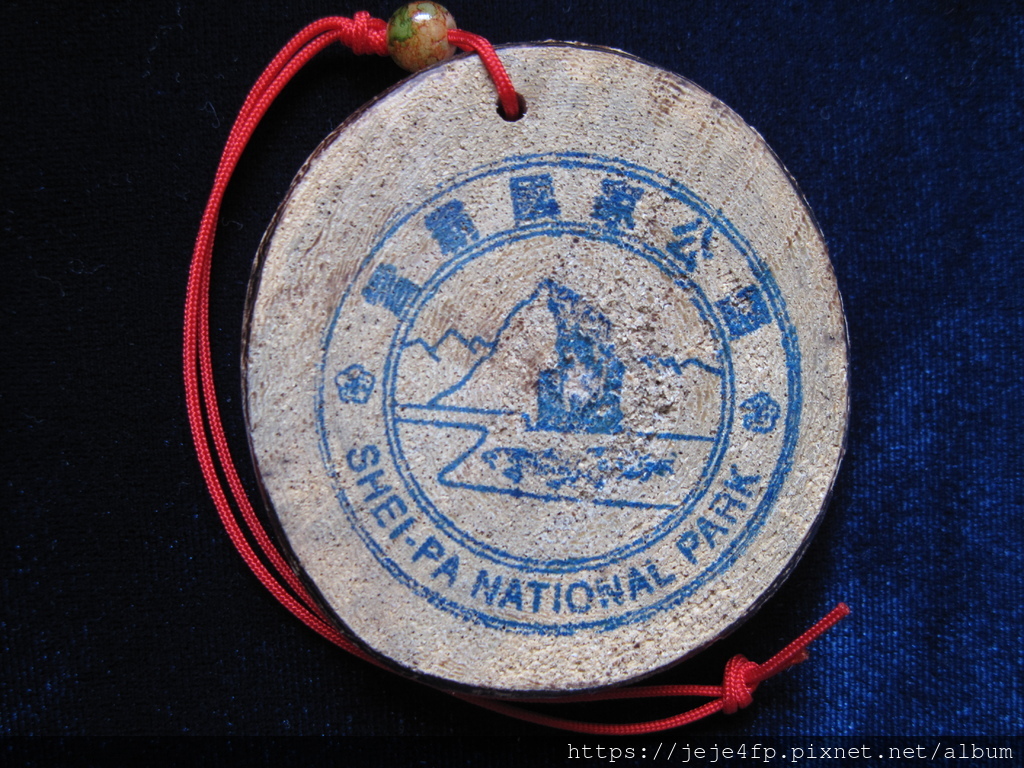 雪霸國家公園
SHEI-PA NATIONAL PARK
https://jeje4fp.pixnet.net/album